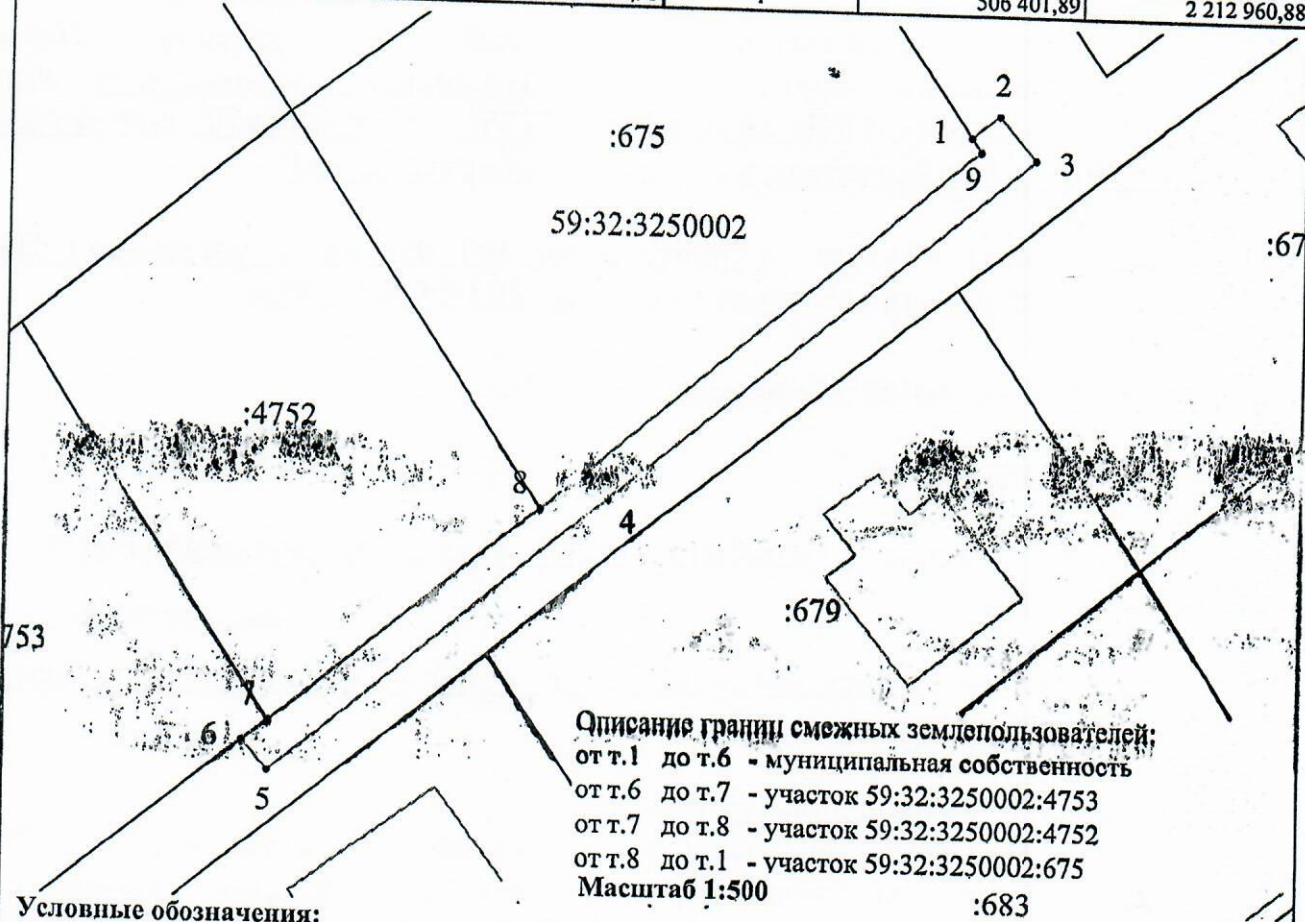 506 401,89 2 212 960,88
2
:675
1
3
9
59:32:3250002
:67
:4752
8
4
:679
753
7
6
5
Описание границ смежных землепользователей:
от т.1 до т.6 - муниципальная собственность
от т.6 до т.7 - участок 59:32:3250002:4753
от т.7 до т.8 - участок 59:32:3250002:4752
от т.8 до т.1 - участок 59:32:3250002:675
Масштаб 1:500
:683
Условные обозначения: